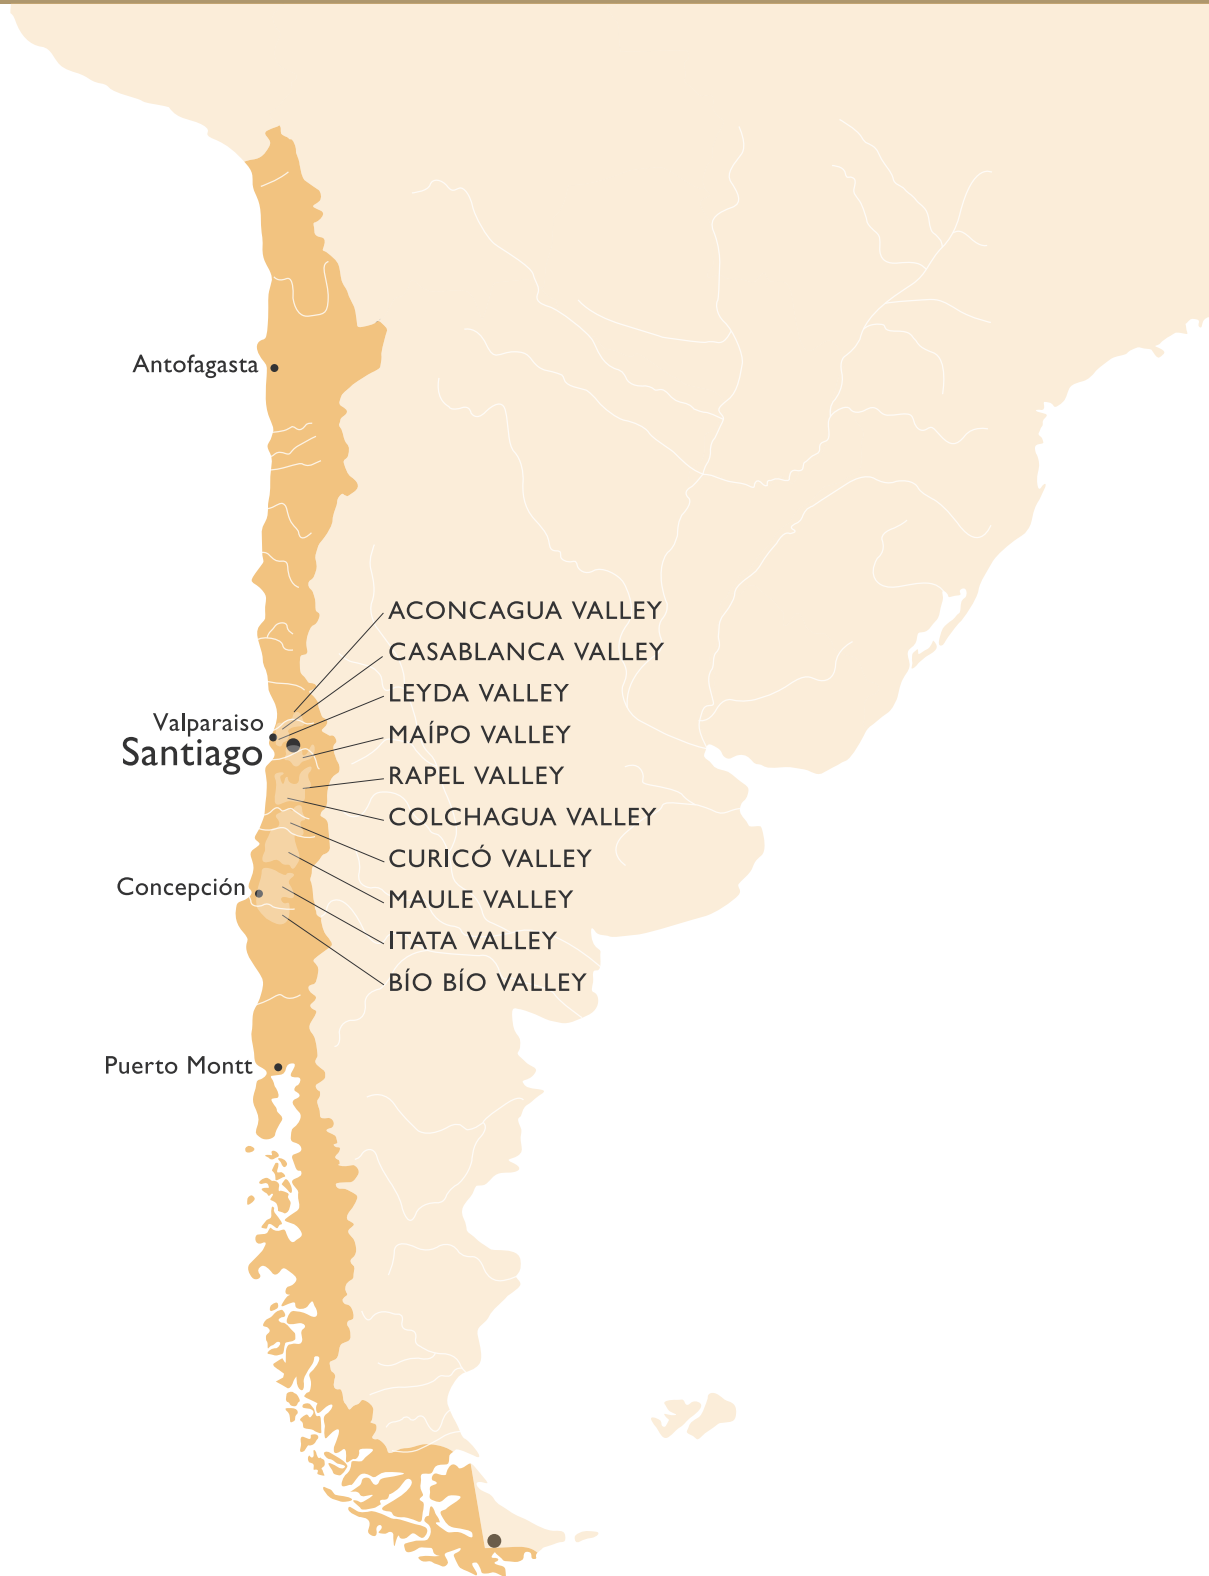 Antofagasta
ACONCAGUA VALLEY
CASABLANCA VALLEY
LEYDA VALLEY
Valparaiso
MAÍPO VALLEY
Santiago
RAPEL VALLEY
COLCHAGUA VALLEY
CURICÓ VALLEY
Concepción
MAULE VALLEY
ITATA VALLEY
BÍO BÍO VALLEY
Puerto Montt